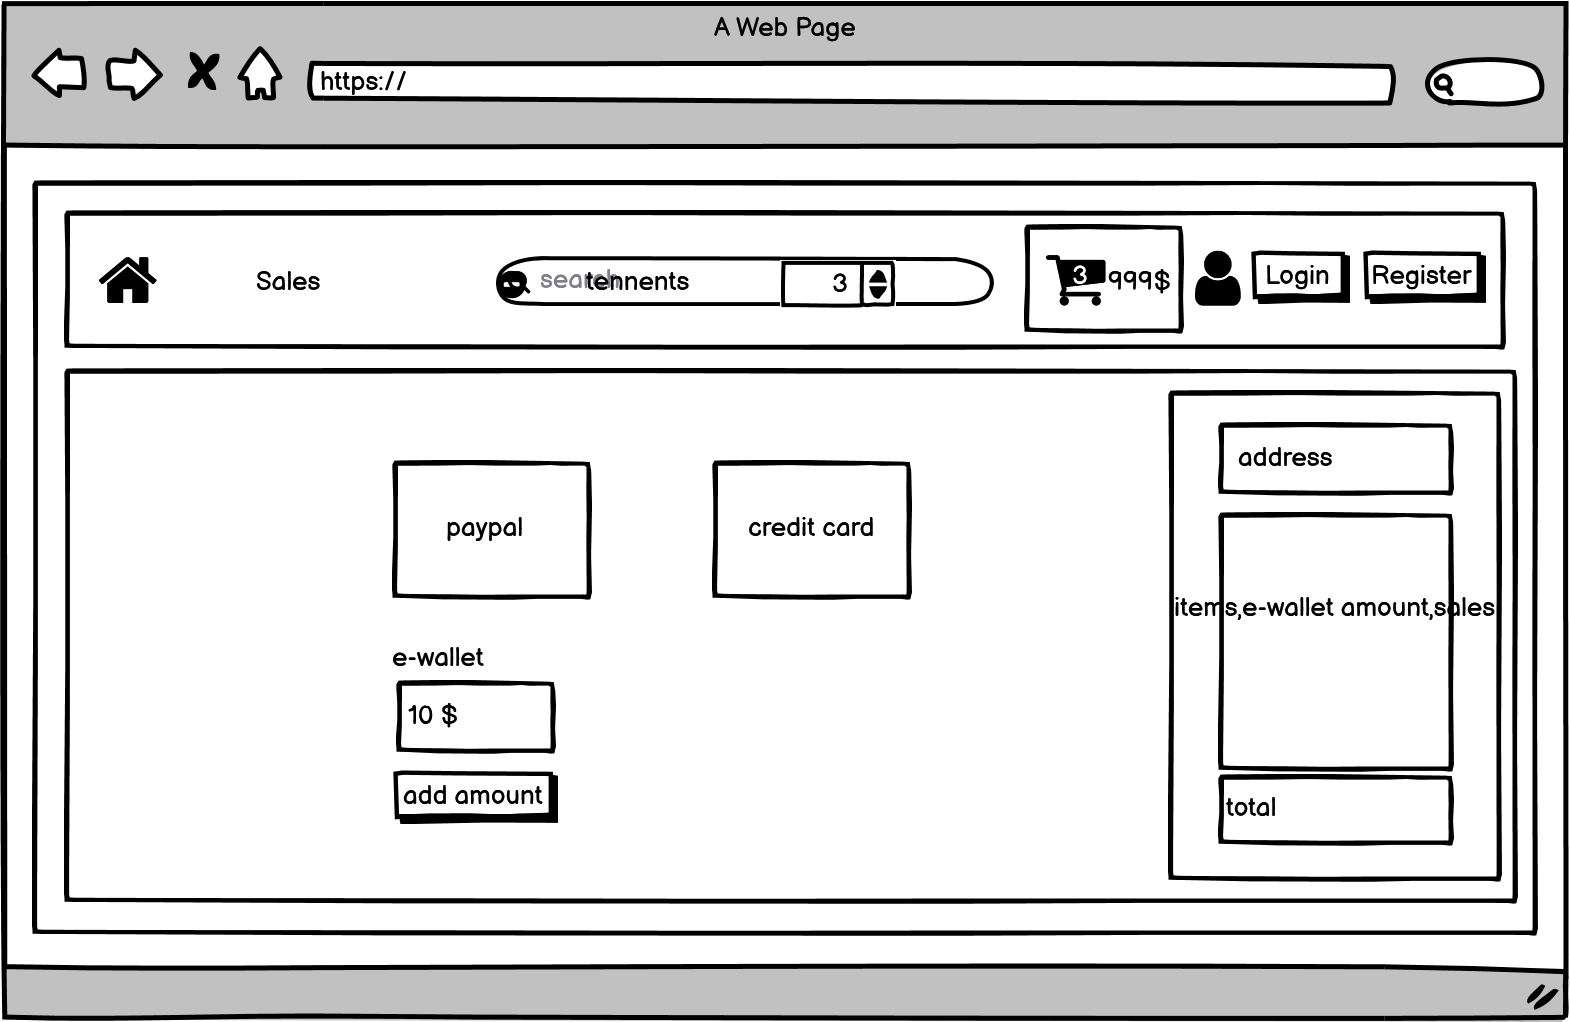 A Web Page
https://
Sales
search
tennents
3
3
999$
Login
Register
address
paypal
credit card
items,e-wallet amount,sales
e-wallet
10 $
add amount
total